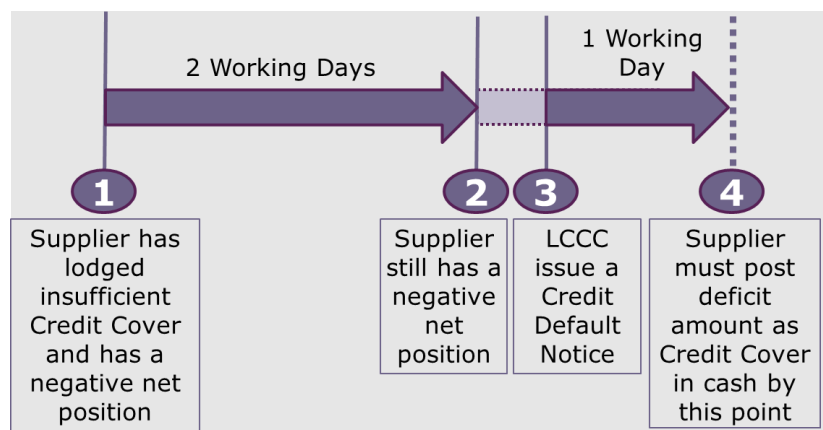 2 Working Days
1 Working
Day
1
2
3
4
Supplier has
lodged
insufficient
Credit Cover
and has a
negative net
position
Supplier
still has a
negative
net
position
LCCC
issue a
Credit
Default
Notice
Supplier
must post
deficit
amount as
Credit Cover
in cash by
this point